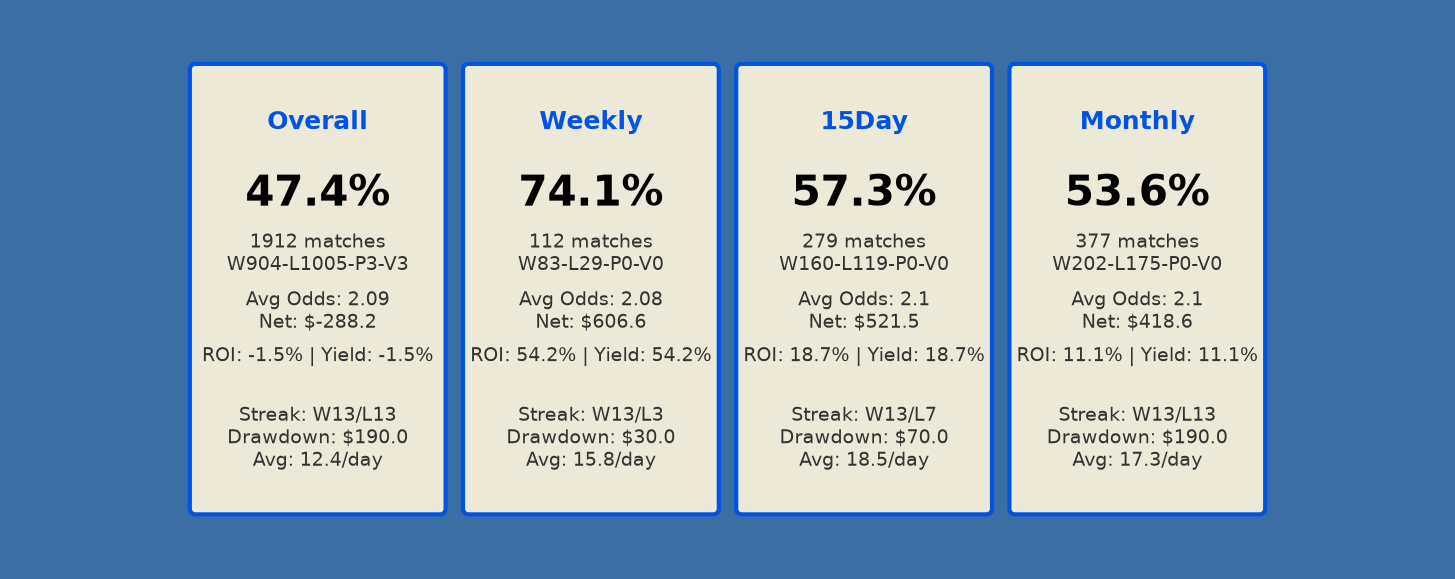 Overall
47.4%
1912 matches
W904-L1005-P3-V3
Avg Odds: 2.09
Net: $-288.2
ROI: -1.5% | Yield: -1.5%
Streak: W13/L13
Drawdown: $190.0
Avg: 12.4/day
Weekly
74.1%
112 matches
W83-L29-P0-V0
Avg Odds: 2.08
Net: $606.6
ROI: 54.2% | Yield: 54.2%
Streak: W13/L3
Drawdown: $30.0
Avg: 15.8/day
15Day
57.3%
279 matches
W160-L119-P0-V0
Avg Odds: 2.1
Net: $521.5
ROI: 18.7% | Yield: 18.7%
Streak: W13/L7
Drawdown: $70.0
Avg: 18.5/day
Monthly
53.6%
377 matches
W202-L175-P0-V0
Avg Odds: 2.1
Net: $418.6
ROI: 11.1% | Yield: 11.1%
Streak: W13/L13
Drawdown: $190.0
Avg: 17.3/day